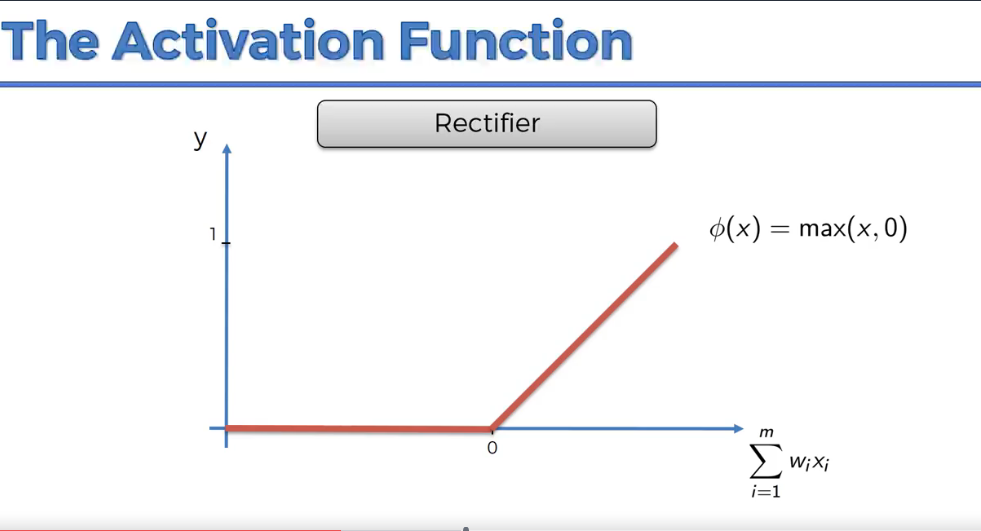 The Activation Function
Rectifier
y
1
ϕ(x) = max(x, 0)
0
m
∑ wᵢxᵢ
i=1